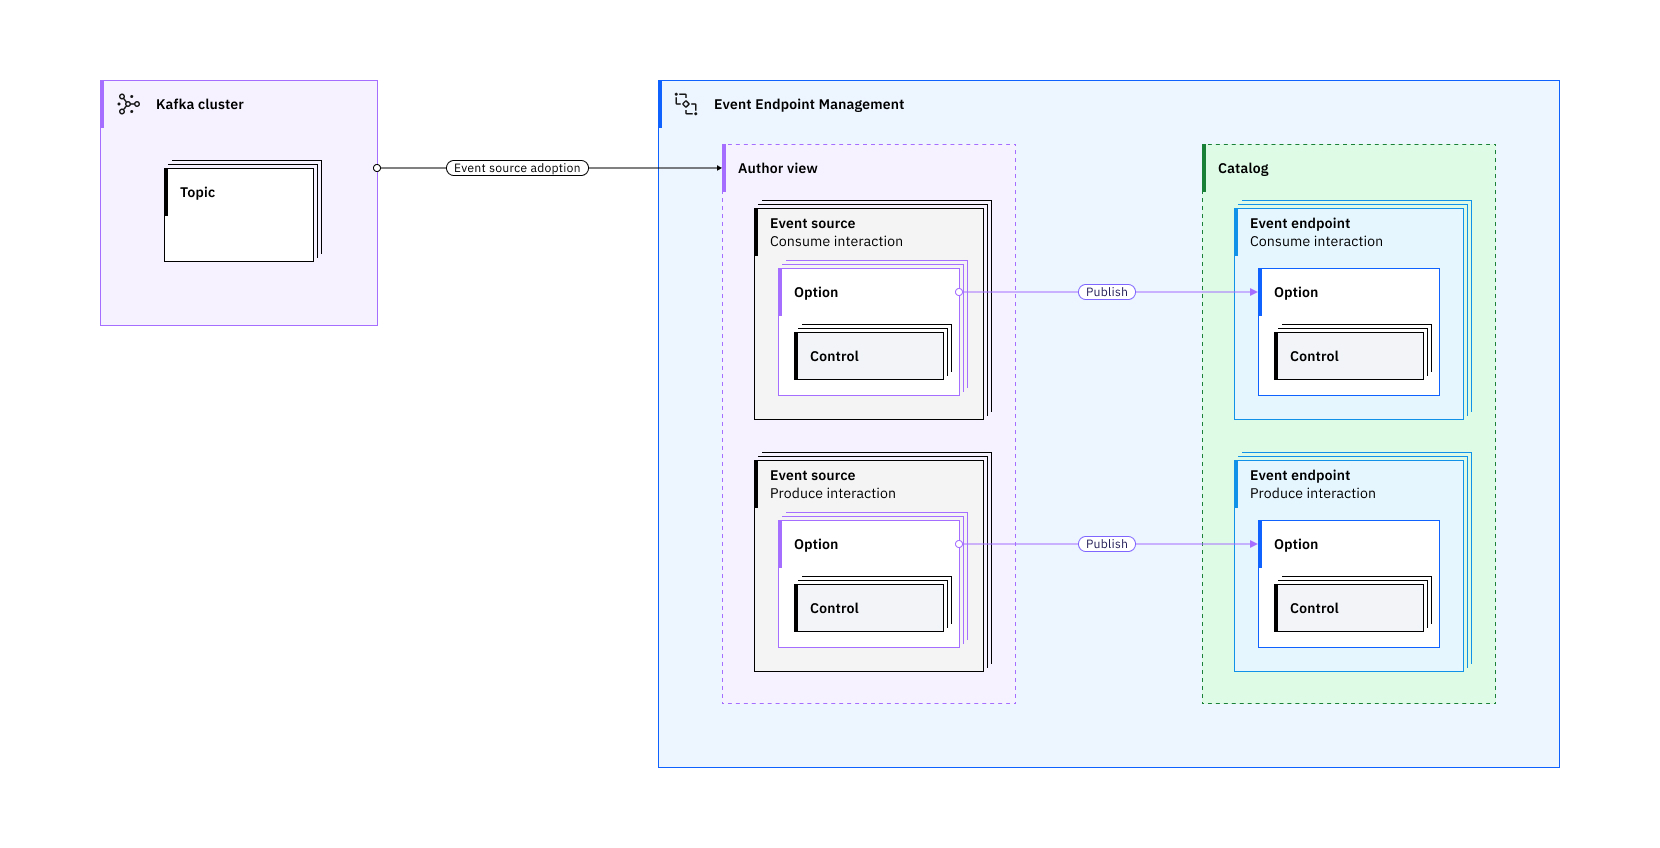 Kafka cluster
Topic
Event source adoption
Event Endpoint Management
Author view
Event source
Consume interaction
Option
Control
Event source
Produce interaction
Option
Control
Publish
Publish
Catalog
Event endpoint
Consume interaction
Option
Control
Event endpoint
Produce interaction
Option
Control